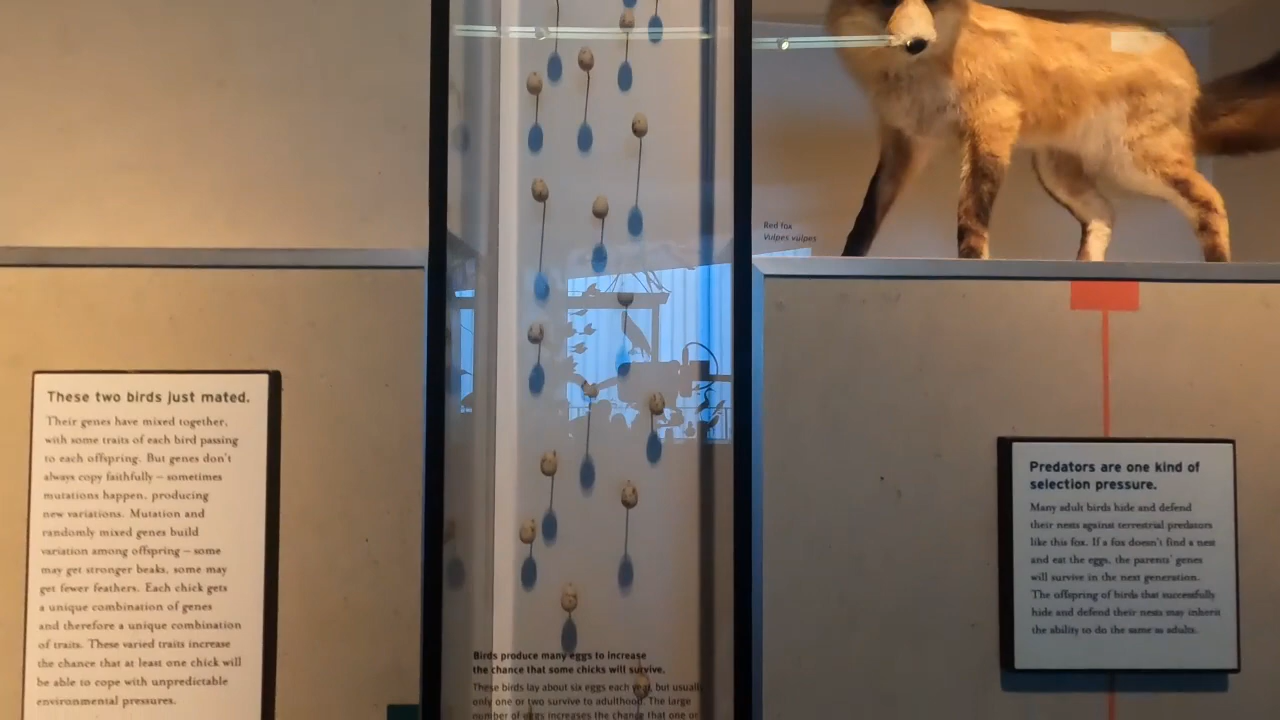 Red fox
Vulpes vulpes
These two birds just mated.
Their genes have mixed together,
with some traits of each bird passing
to each offspring. But genes don't
always copy faithfully – sometimes
mutations happen, producing
new variations. Mutation and
randomly mixed genes build
variation among offspring – some
may get stronger beaks, some may
get fewer feathers. Each chick gets
a unique combination of genes
and therefore a unique combination
of traits. These varied traits increase
the chance that at least one chick will
be able to cope with unpredictable
environmental pressures.
Birds produce many eggs to increase
the chance that some chicks will survive.
These birds lay about six eggs each year, but usually
only one or two survive to adulthood. The large
number of eggs increases the chance that one or
Predators are one kind of
selection pressure.
Many adult birds hide and defend
their nests against terrestrial predators
like this fox. If a fox doesn't find a nest
and eat the eggs, the parents' genes
will survive in the next generation.
The offspring of birds that successfully
hide and defend their nests may inherit
the ability to do the same as adults.